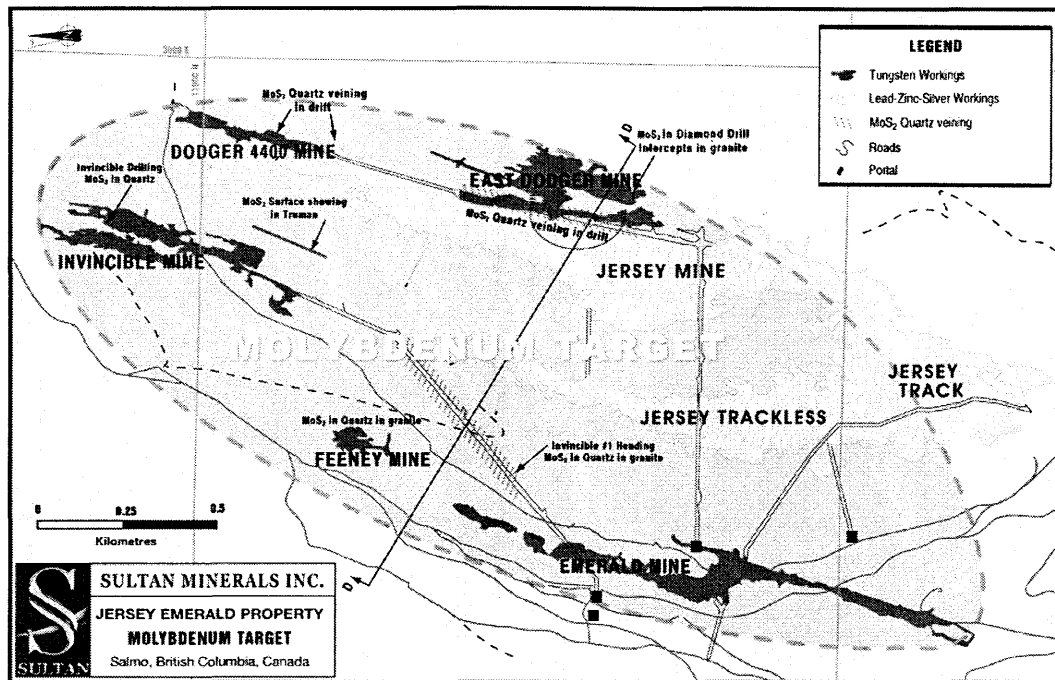 3000 E
LEGEND
Tungsten Workings
Lead-Zinc-Silver Workings
MoS₂ Quartz veining
Roads
Portal
MoS₂ Quartz veining
in drift
DODGER 4400 MINE
D
MoS₂ In Diamond Drill
Intercepts in granite
EAST DODGER MINE
Invincible Drilling
MoS₂ in Quartz
MoS₂ Surface showing
in Truman
MoS₂ Quartz veining in drift
INVINCIBLE MINE
JERSEY MINE
MOLYBDENUM TARGET
JERSEY
TRACK
JERSEY TRACKLESS
MoS₂ in Quartz in granite
FEENEY MINE
Invincible #1 Heading
MoS₂ in Quartz in granite
0 0.25 0.5
Kilometres
EMERALD MINE
D
SULTAN
SULTAN MINERALS INC.
JERSEY EMERALD PROPERTY
MOLYBDENUM TARGET
Salmo, British Columbia, Canada